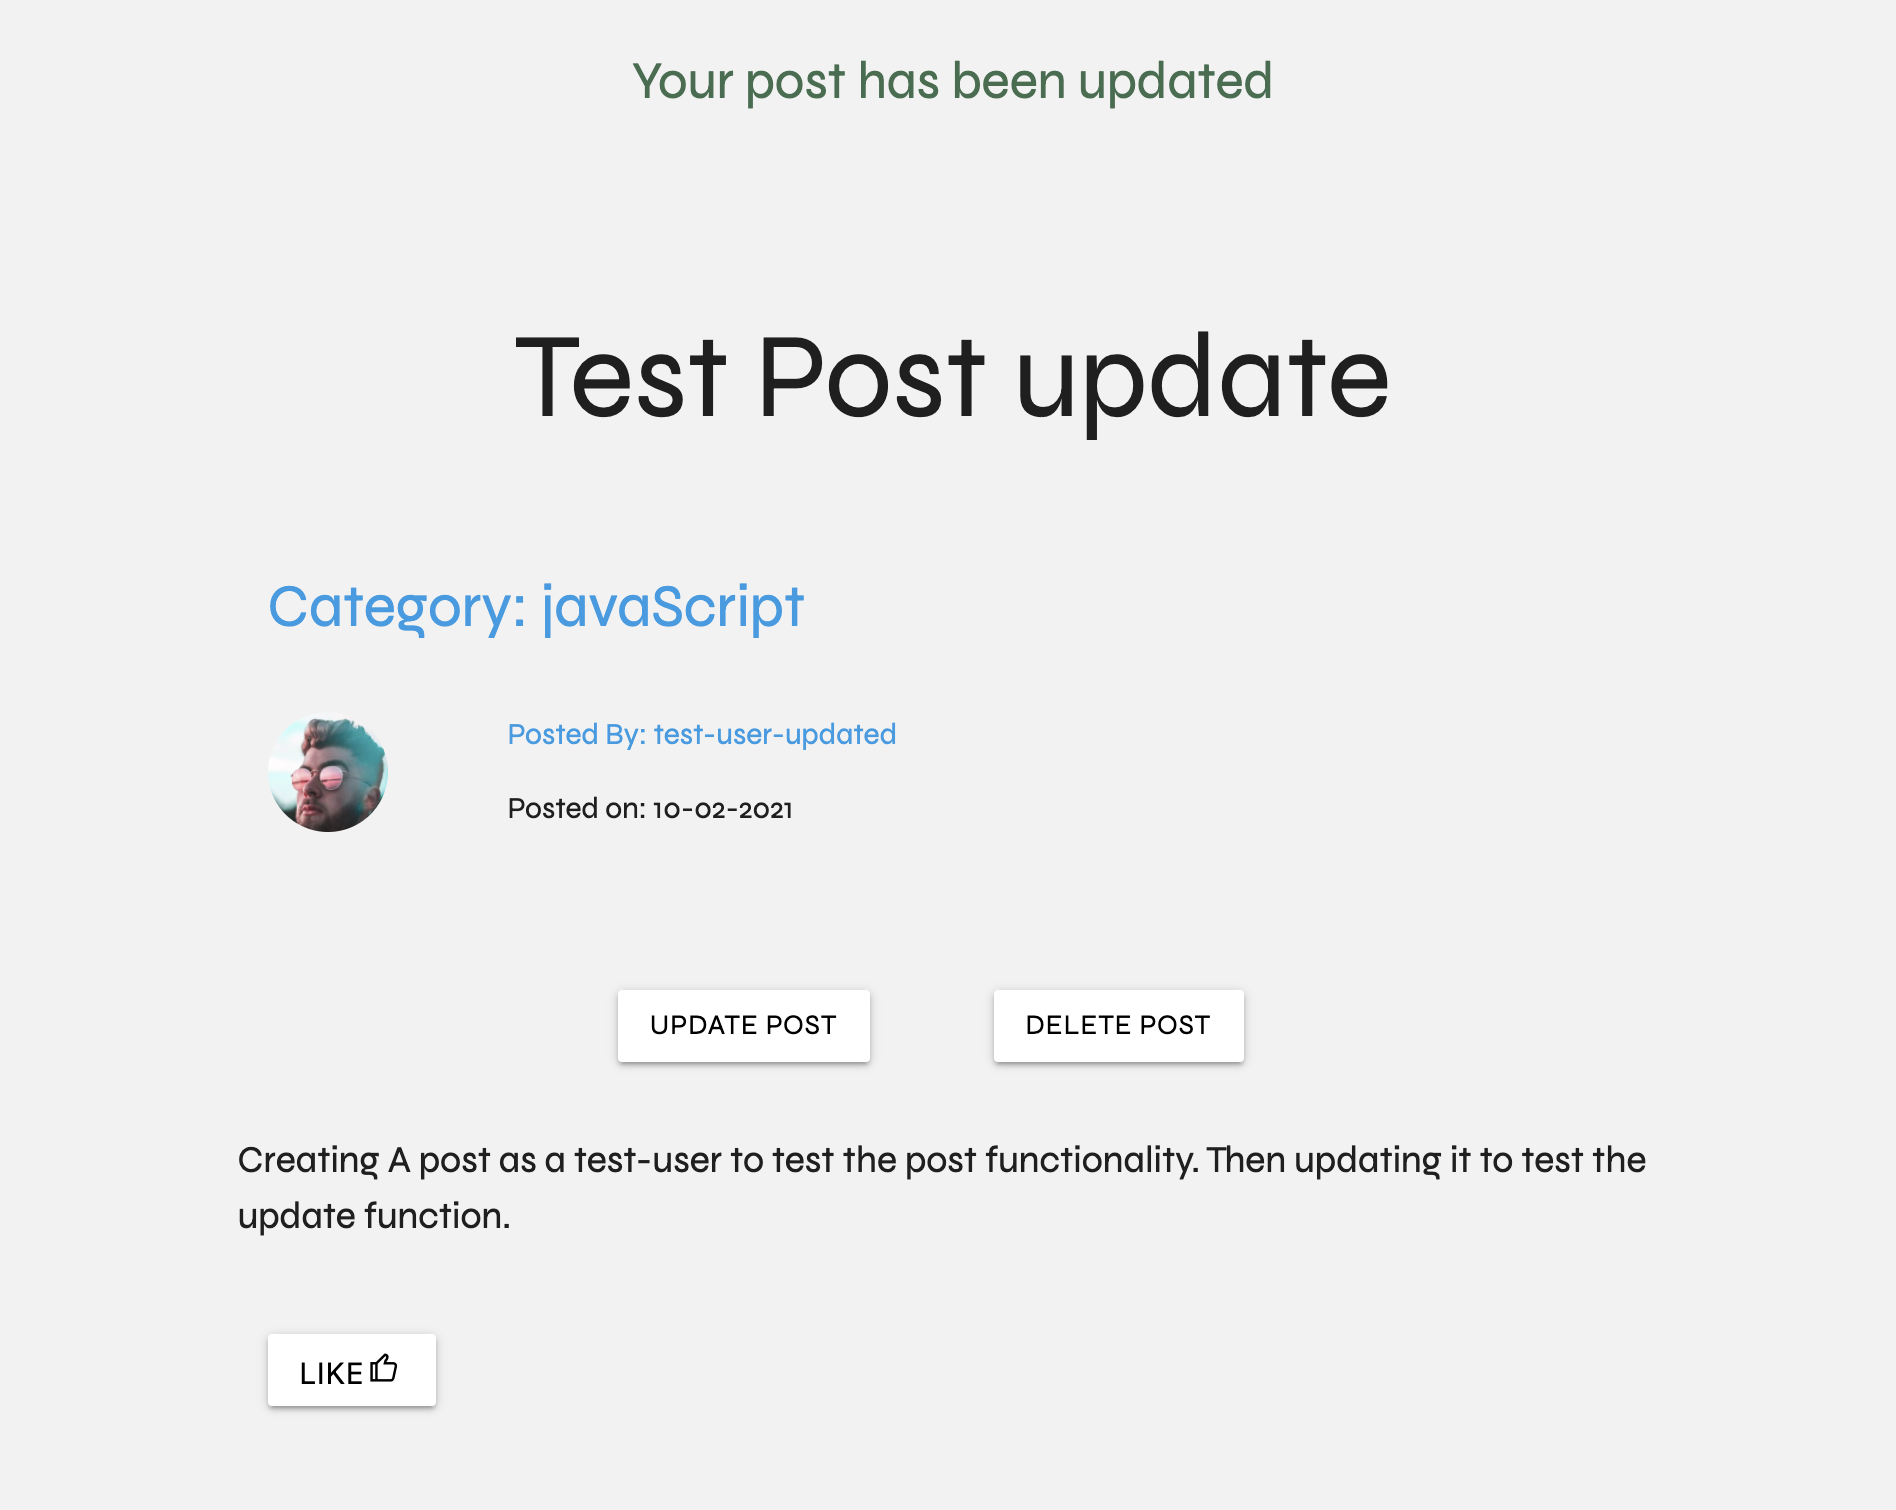 Your post has been updated
Test Post update
Category: javaScript
Posted By: test-user-updated
Posted on: 10-02-2021
UPDATE POST
DELETE POST
Creating A post as a test-user to test the post functionality. Then updating it to test the
update function.
LIKE